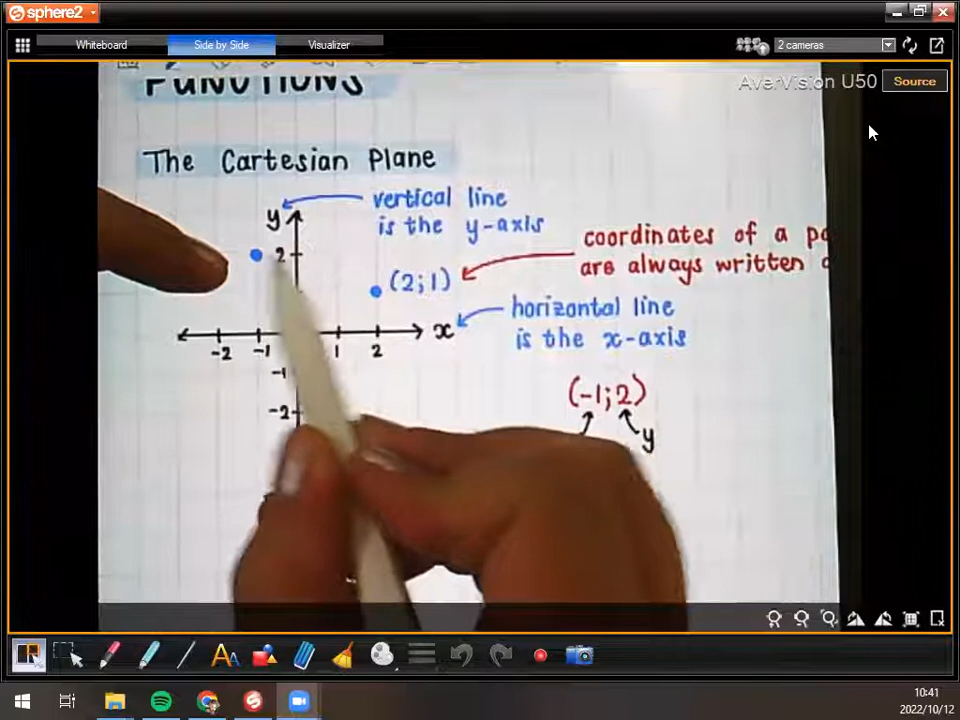 sphere2
Whiteboard
Side by Side
Visualizer
2 cameras
AverVision U50
Source
FUNCTIONS
The Cartesian Plane
vertical line
is the y-axis
y
2
(2;1)
coordinates of a
are always written
horizontal line
is the x-axis
x
-2 -1 1 2
-1
-2
(-1;2)
y
10:41
2022/10/12